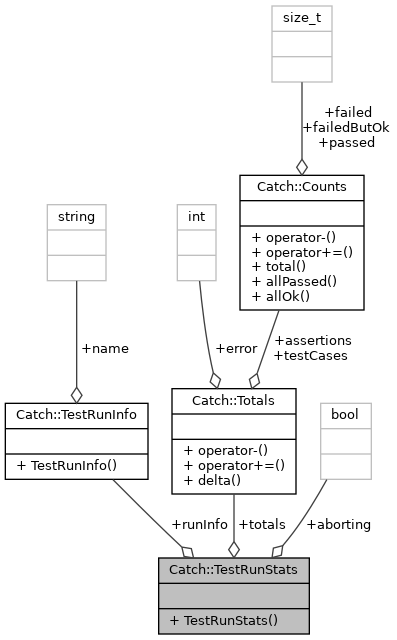 size_t
+failed
+failedButOk
+passed
Catch::Counts
+ operator-()
+ operator+=()
+ total()
+ allPassed()
+ allOk()
string
int
+name
+error
+assertions
+testCases
Catch::TestRunInfo
+ TestRunInfo()
Catch::Totals
+ operator-()
+ operator+=()
+ delta()
bool
+runInfo
+totals
+aborting
Catch::TestRunStats
+ TestRunStats()